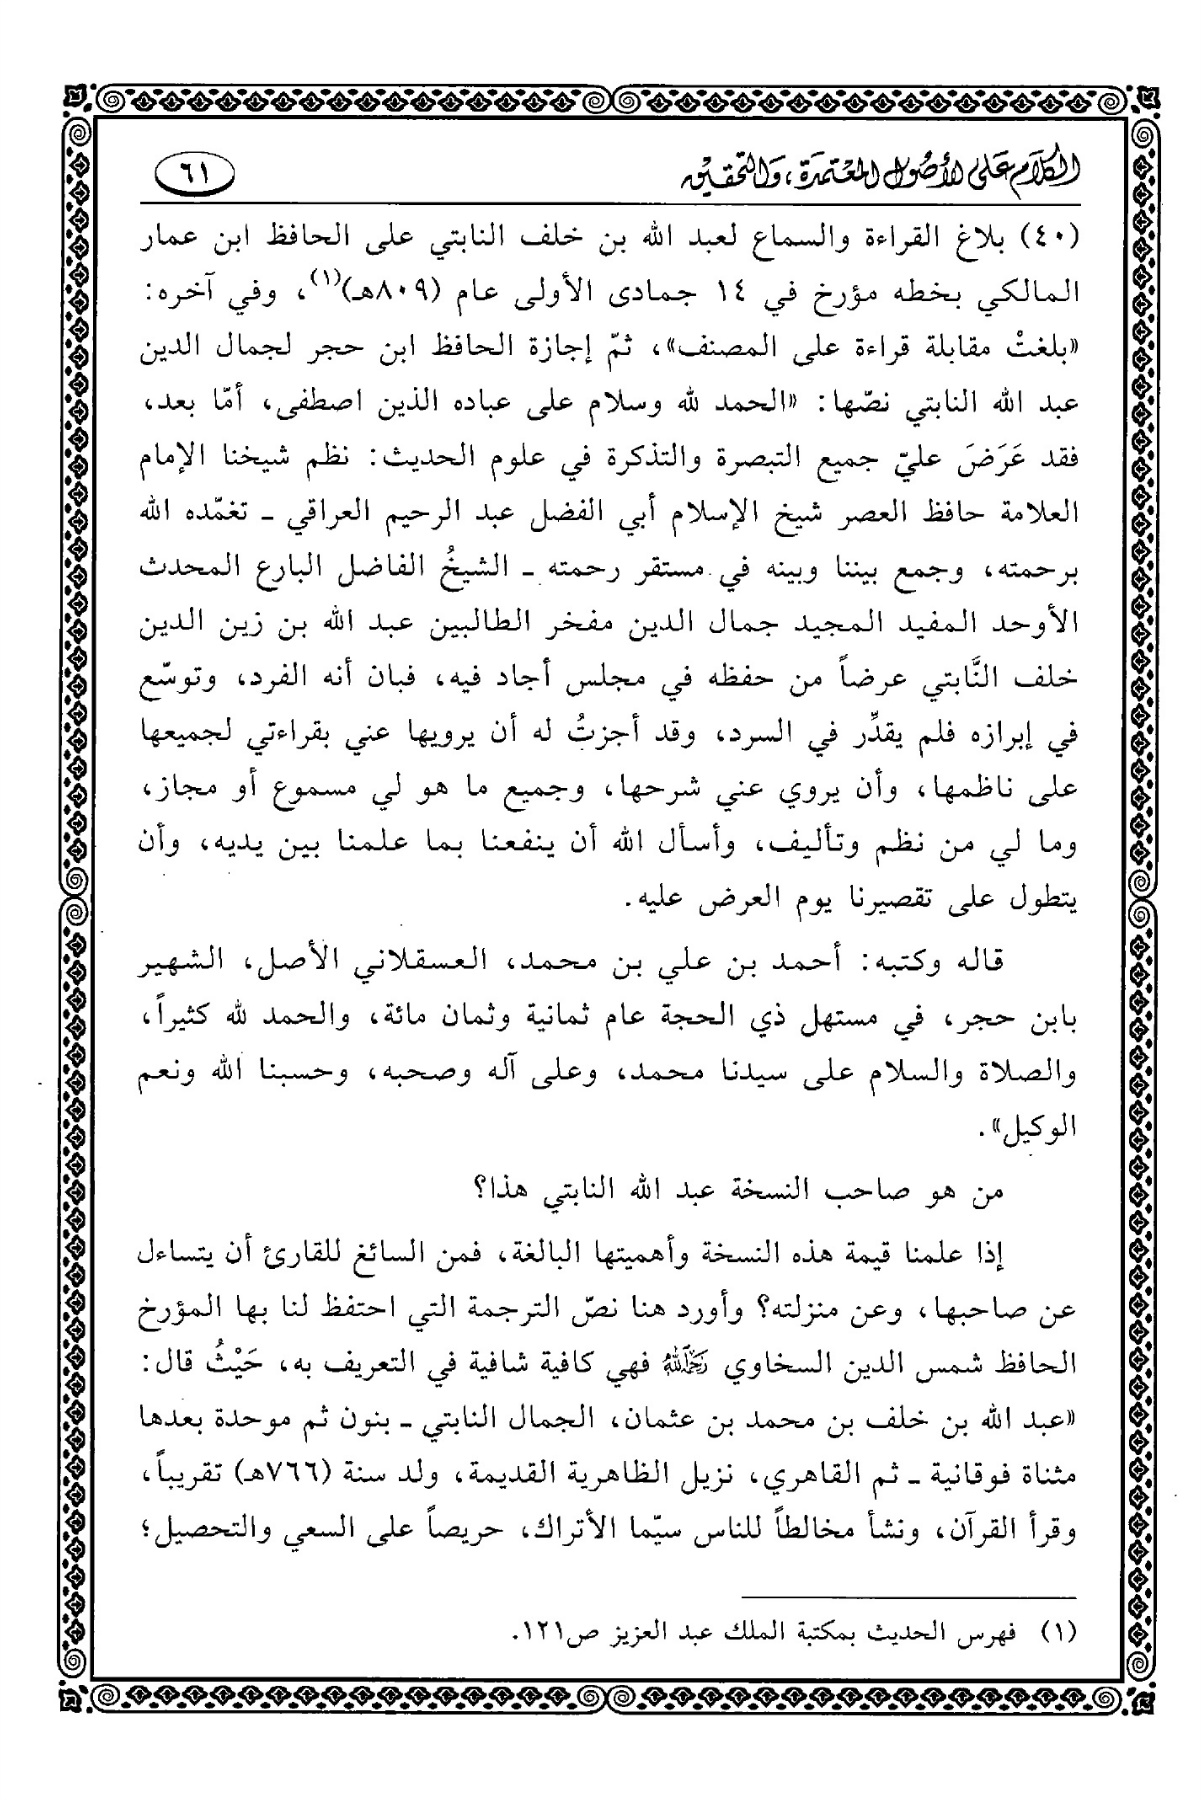 الكلام على الأصول المعتمدة، والتحقيق
٦١
(٤٠) بلاغ القراءة والسماع لعبد الله بن خلف النابتي على الحافظ ابن عمار
المالكي بخطه مؤرخ في ١٤ جمادى الأولى عام (٨٠٩هـ)(١)، وفي آخره:
«بلغتْ مقابلة قراءة على المصنف»، ثمّ إجازة الحافظ ابن حجر لجمال الدين
عبد الله النابتي نصّها: «الحمد لله وسلام على عباده الذين اصطفى، أمّا بعد،
فقد عَرَضَ عليّ جميع التبصرة والتذكرة في علوم الحديث: نظم شيخنا الإمام
العلامة حافظ العصر شيخ الإسلام أبي الفضل عبد الرحيم العراقي ـ تغمّده الله
برحمته، وجمع بيننا وبينه في مستقر رحمته ـ الشيخُ الفاضل البارع المحدث
الأوحد المفيد المجيد جمال الدين مفخر الطالبين عبد الله بن زين الدين
خلف النَّابتي عرضاً من حفظه في مجلس أجاد فيه، فبان أنه الفرد، وتوسّع
في إبرازه فلم يقدِّر في السرد، وقد أجزتُ له أن يرويها عني بقراءتي لجميعها
على ناظمها، وأن يروي عني شرحها، وجميع ما هو لي مسموع أو مجاز،
وما لي من نظم وتأليف، وأسأل الله أن ينفعنا بما علمنا بين يديه، وأن
يتطول على تقصيرنا يوم العرض عليه.
قاله وكتبه: أحمد بن علي بن محمد، العسقلاني الأصل، الشهير
بابن حجر، في مستهل ذي الحجة عام ثمانية وثمان مائة، والحمد لله كثيراً،
والصلاة والسلام على سيدنا محمد، وعلى آله وصحبه، وحسبنا الله ونعم
الوكيل».
من هو صاحب النسخة عبد الله النابتي هذا؟
إذا علمنا قيمة هذه النسخة وأهميتها البالغة، فمن السائغ للقارئ أن يتساءل
عن صاحبها، وعن منزلته؟ وأورد هنا نصّ الترجمة التي احتفظ لنا بها المؤرخ
الحافظ شمس الدين السخاوي رحمه الله فهي كافية شافية في التعريف به، حَيْثُ قال:
«عبد الله بن خلف بن محمد بن عثمان، الجمال النابتي ـ بنون ثم موحدة بعدها
مثناة فوقانية ـ ثم القاهري، نزيل الظاهرية القديمة، ولد سنة (٧٦٦هـ) تقريباً،
وقرأ القرآن، ونشأ مخالطاً للناس سيّما الأتراك، حريصاً على السعي والتحصيل؛
(١) فهرس الحديث بمكتبة الملك عبد العزيز ص١٢١.